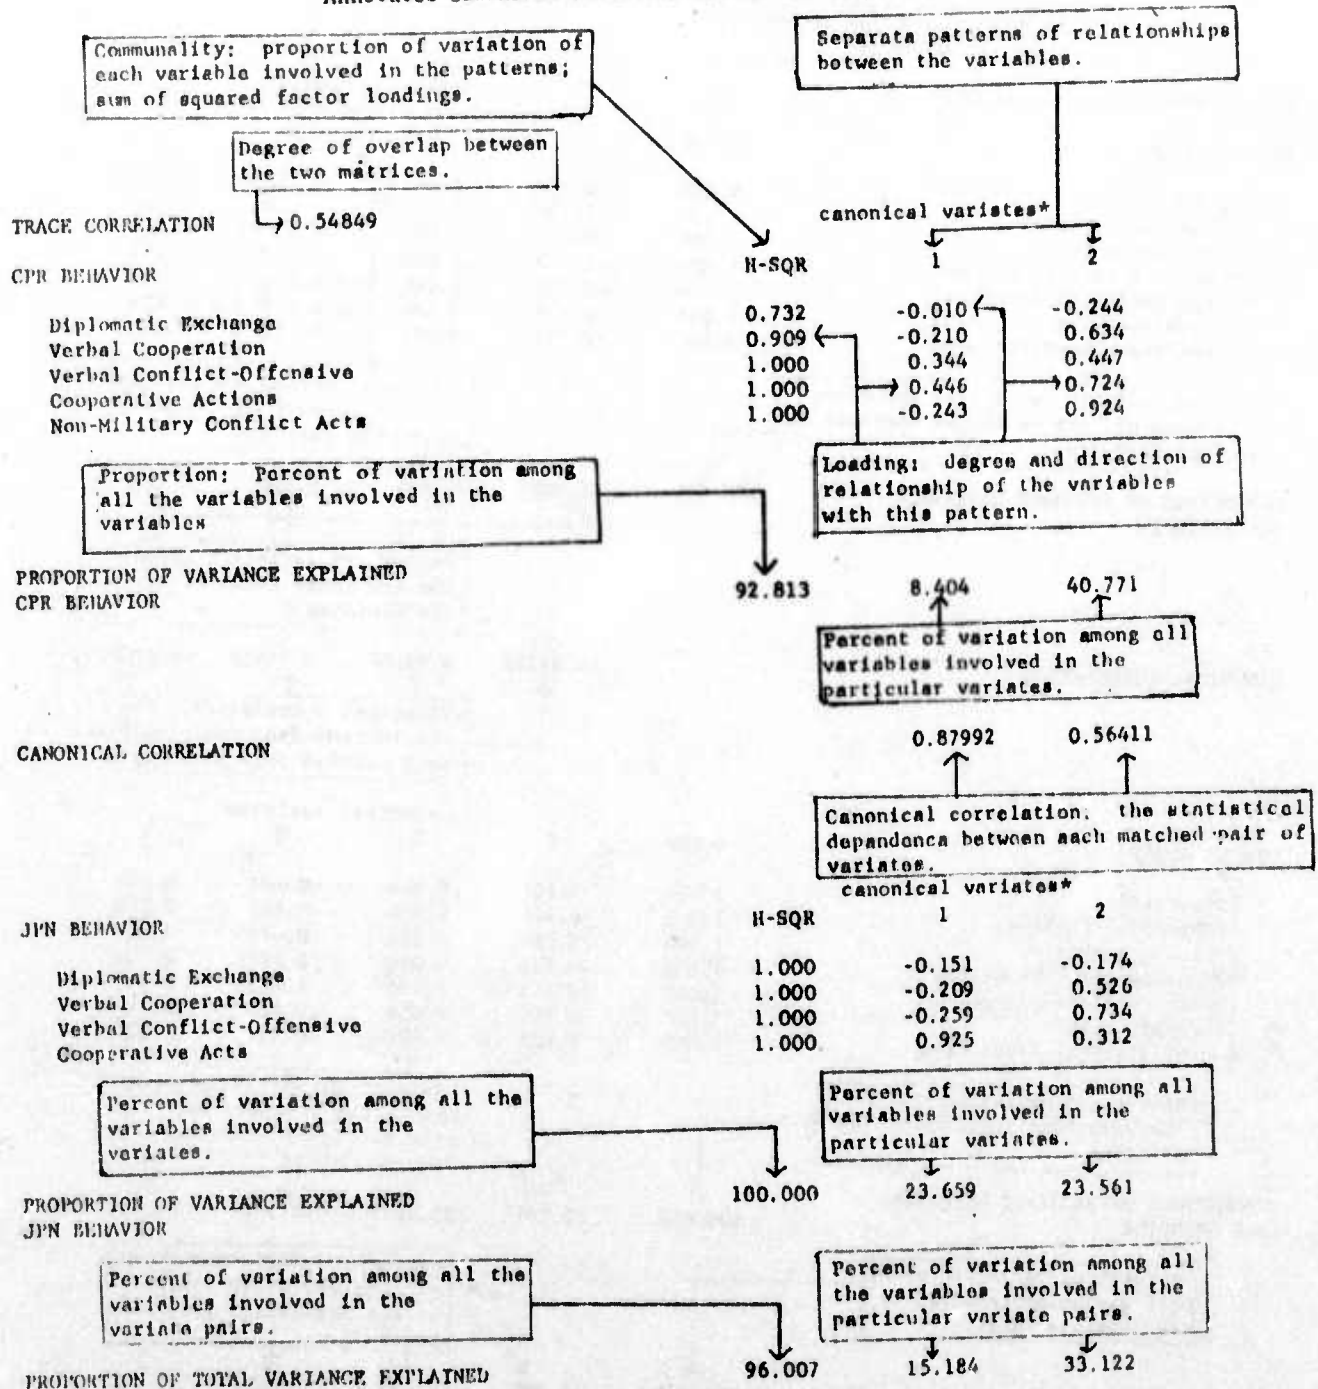 Communality: proportion of variation of
each variable involved in the patterns;
sum of squared factor loadings.
Separata patterns of relationships
between the variables.
Degree of overlap between
the two matrices.
TRACE CORRELATION 0.54849
canonical variates*
H-SQR 1 2
CPR BEHAVIOR
Diplomatic Exchange 0.732 -0.010 -0.244
Verbal Cooperation 0.909 -0.210 0.634
Verbal Conflict-Offensive 1.000 0.344 0.447
Cooperative Actions 1.000 0.446 0.724
Non-Military Conflict Acts 1.000 -0.243 0.924
Proportion: Percent of variation among
all the variables involved in the
variables
Loading: degree and direction of
relationship of the variables
with this pattern.
PROPORTION OF VARIANCE EXPLAINED
CPR BEHAVIOR 92.813 8.404 40.771
Percent of variation among all
variables involved in the
particular variates.
CANONICAL CORRELATION 0.87992 0.56411
Canonical correlation: the statistical
dependence between each matched pair of
variates.
canonical variates*
H-SQR 1 2
JPN BEHAVIOR
Diplomatic Exchange 1.000 -0.151 -0.174
Verbal Cooperation 1.000 -0.209 0.526
Verbal Conflict-Offensive 1.000 -0.259 0.734
Cooperative Acts 1.000 0.925 0.312
Percent of variation among all the
variables involved in the
variates.
Percent of variation among all
variables involved in the
particular variates.
PROPORTION OF VARIANCE EXPLAINED 100.000 23.659 23.561
JPN BEHAVIOR
Percent of variation among all the
variables involved in the
variate pairs.
Percent of variation among all
the variables involved in the
particular variate pairs.
PROPORTION OF TOTAL VARIANCE EXPLAINED 96.007 15.184 33.122